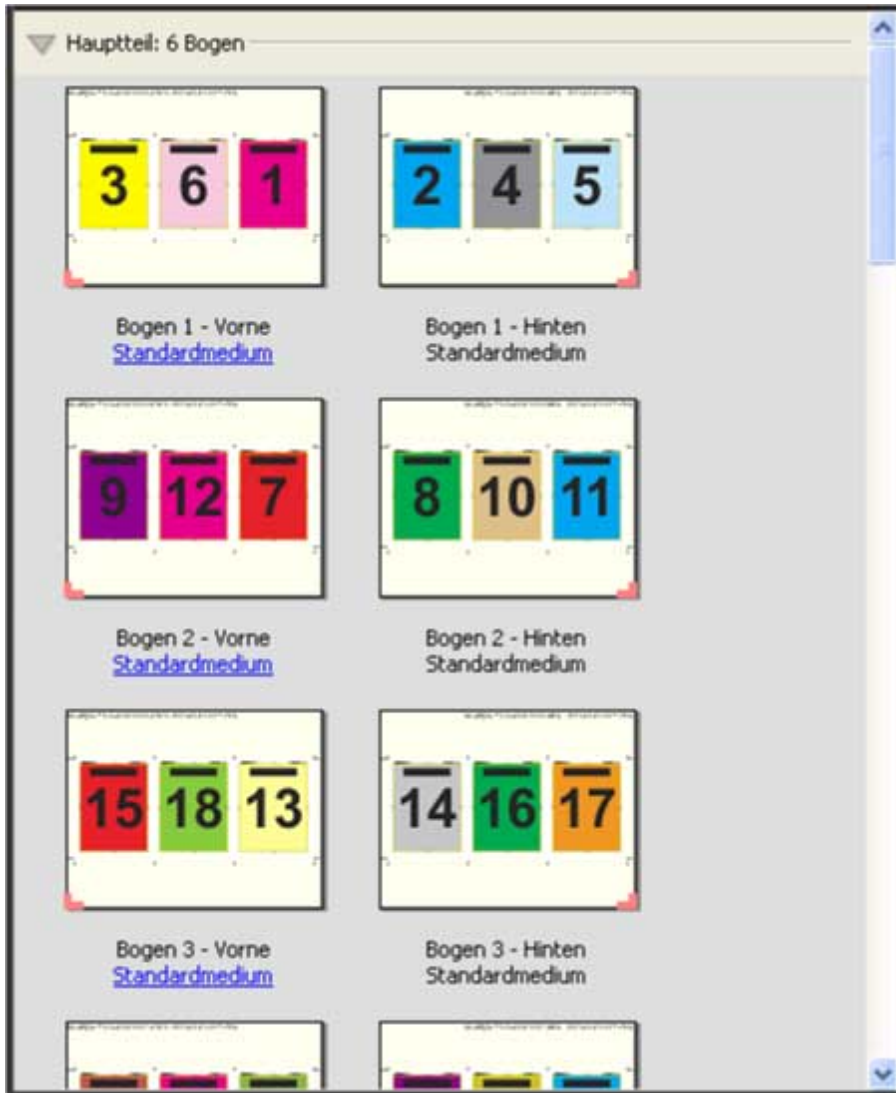 Hauptteil: 6 Bogen
3 6 1
2 4 5
Bogen 1 - Vorne
Standardmedium
Bogen 1 - Hinten
Standardmedium
9 12 7
8 10 11
Bogen 2 - Vorne
Standardmedium
Bogen 2 - Hinten
Standardmedium
15 18 13
14 16 17
Bogen 3 - Vorne
Standardmedium
Bogen 3 - Hinten
Standardmedium